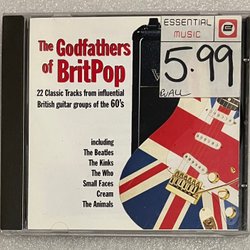 The Godfathers
of BritPop
22 Classic Tracks from influential
British guitar groups of the 60's
including
The Beatles
The Kinks
The Who
Small Faces
Cream
The Animals
ESSENTIAL
MUSIC
5.99